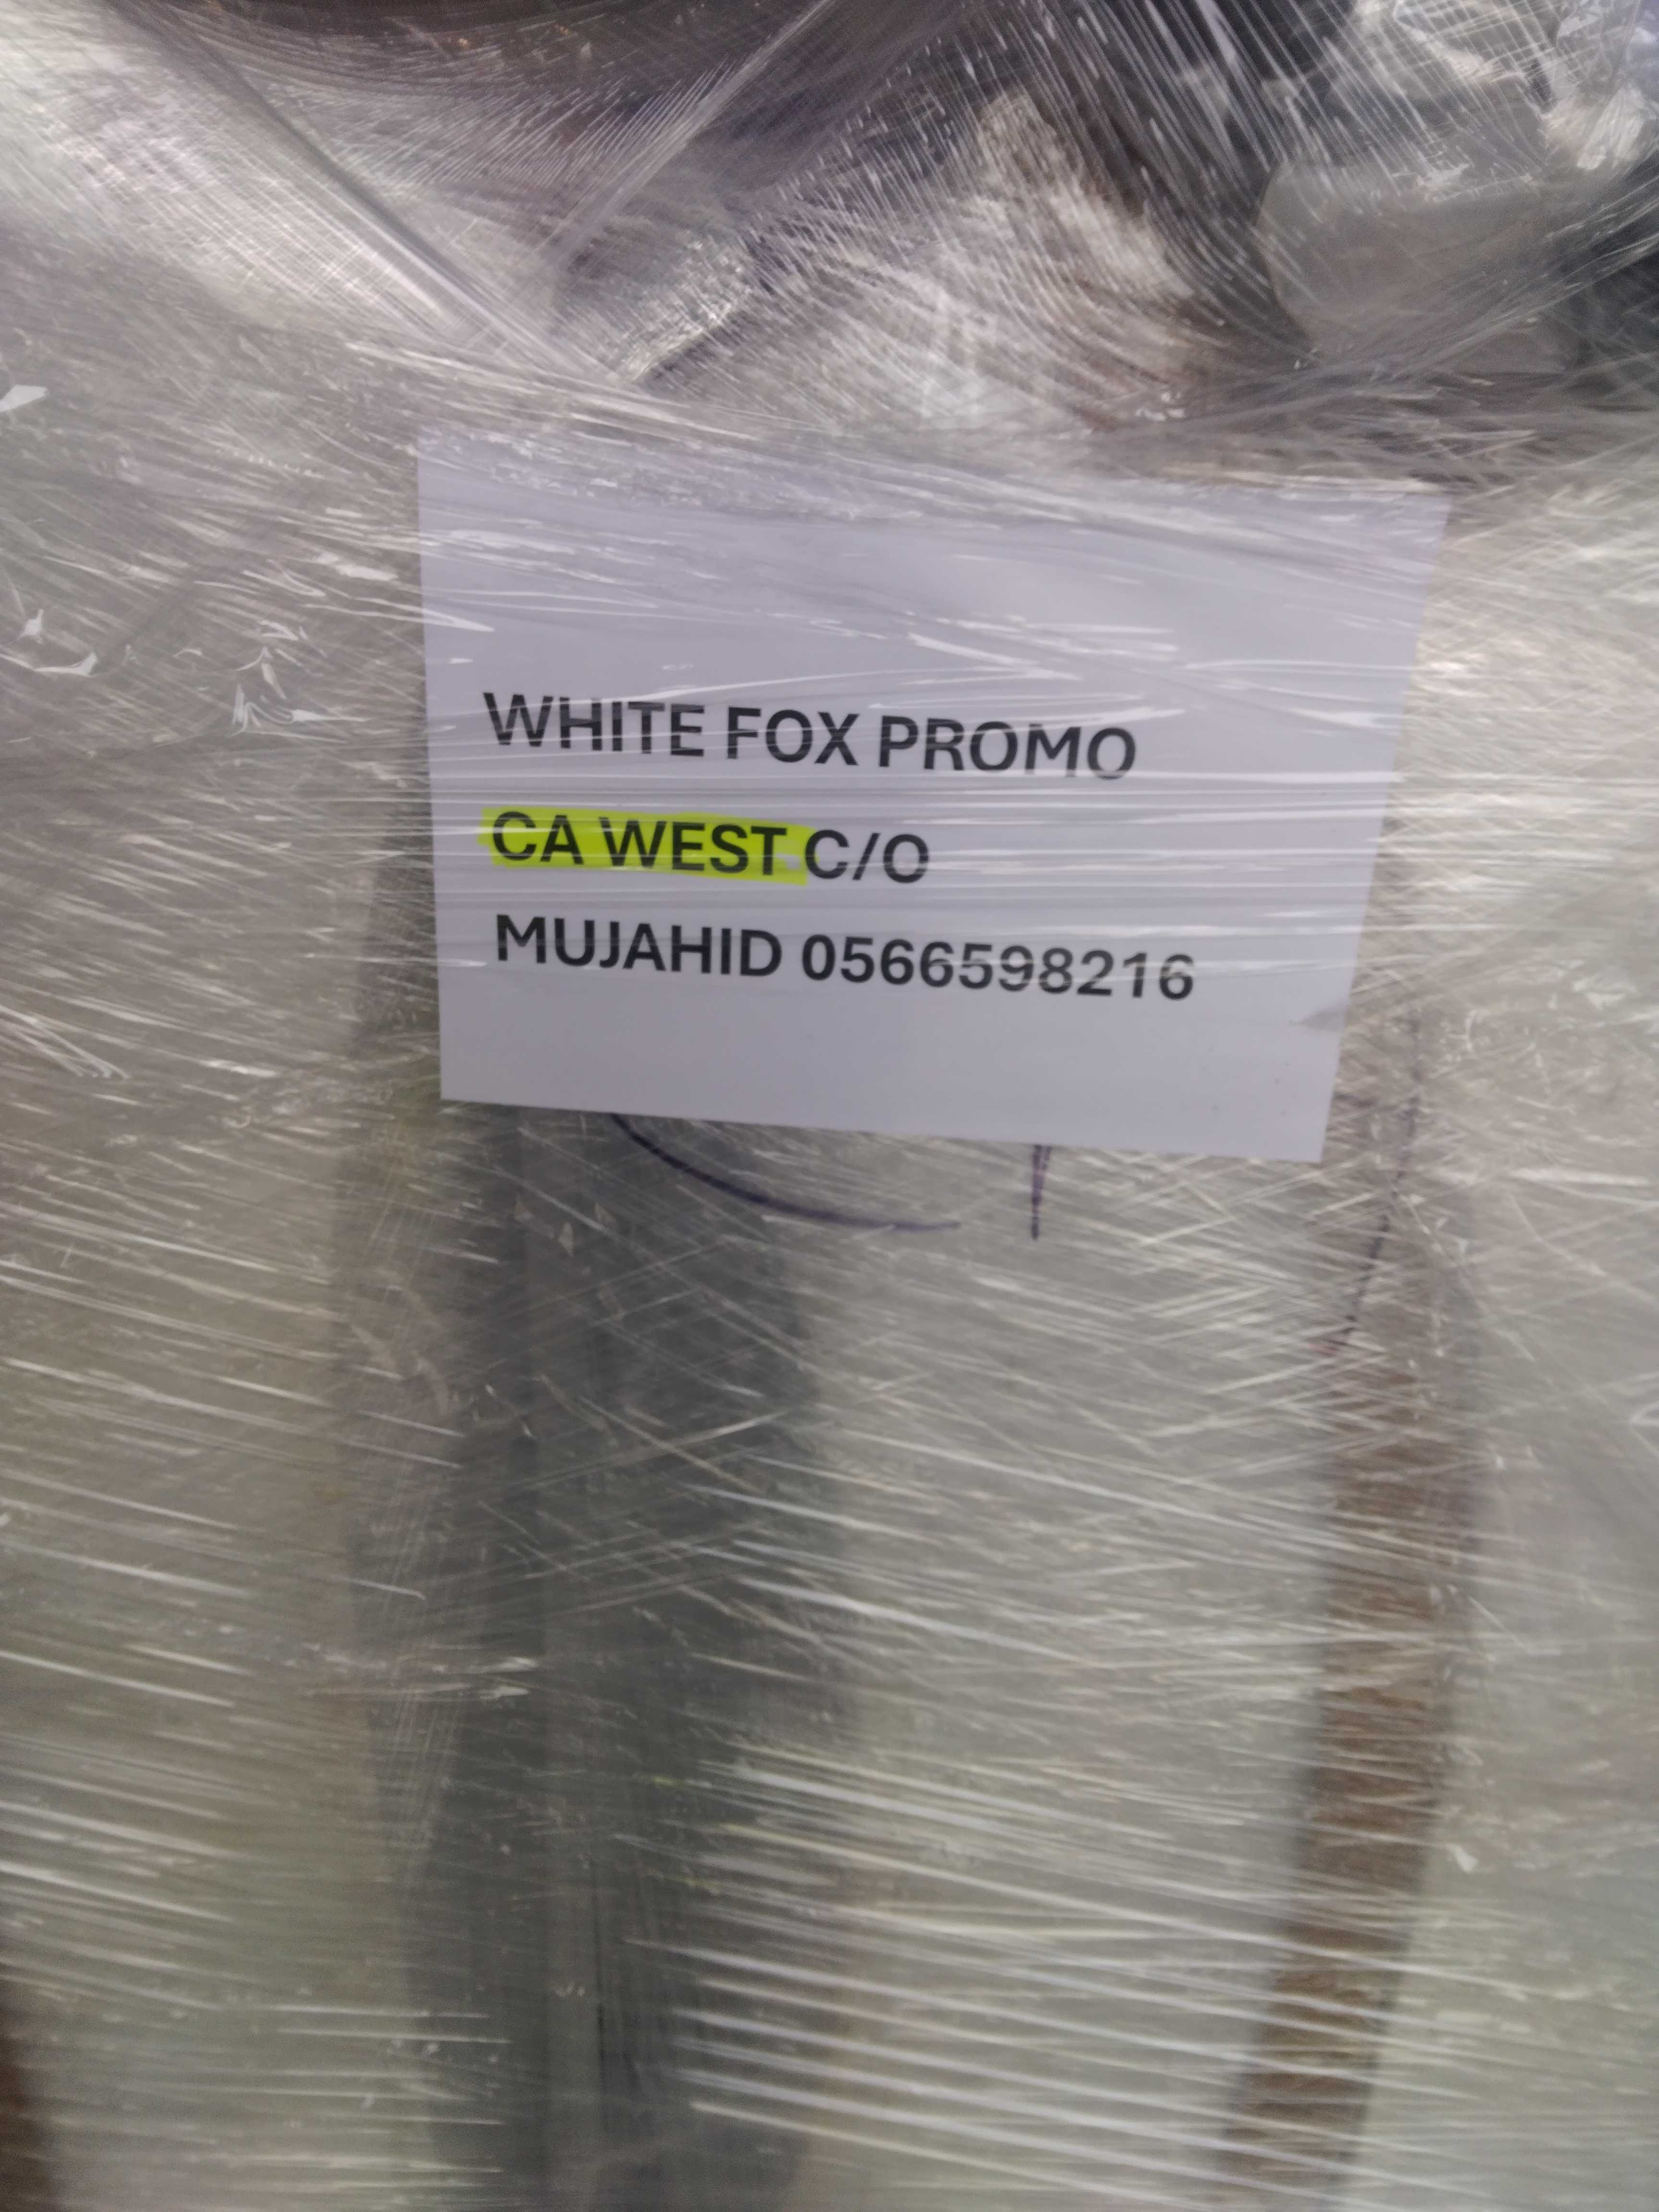 WHITE FOX PROMO
CA WEST C/O
MUJAHID 0566598216